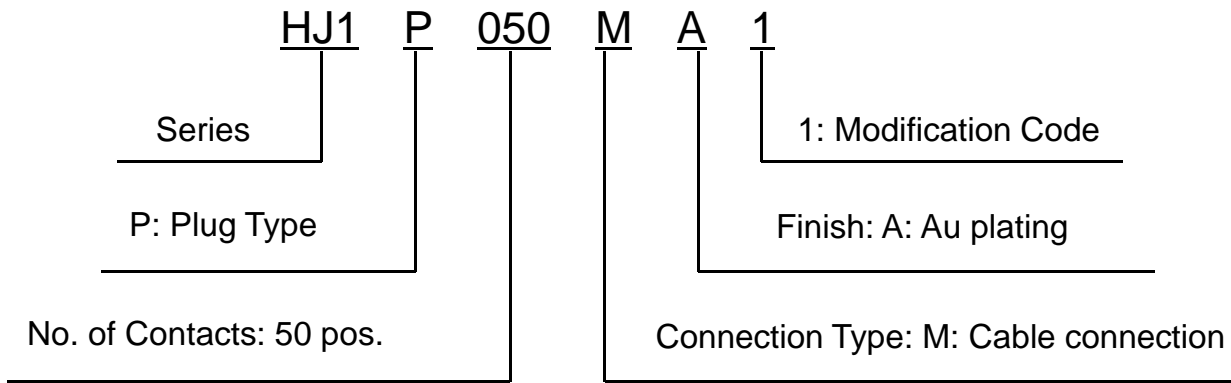 HJ1 P 050 M A 1
Series
1: Modification Code
P: Plug Type
Finish: A: Au plating
No. of Contacts: 50 pos.
Connection Type: M: Cable connection